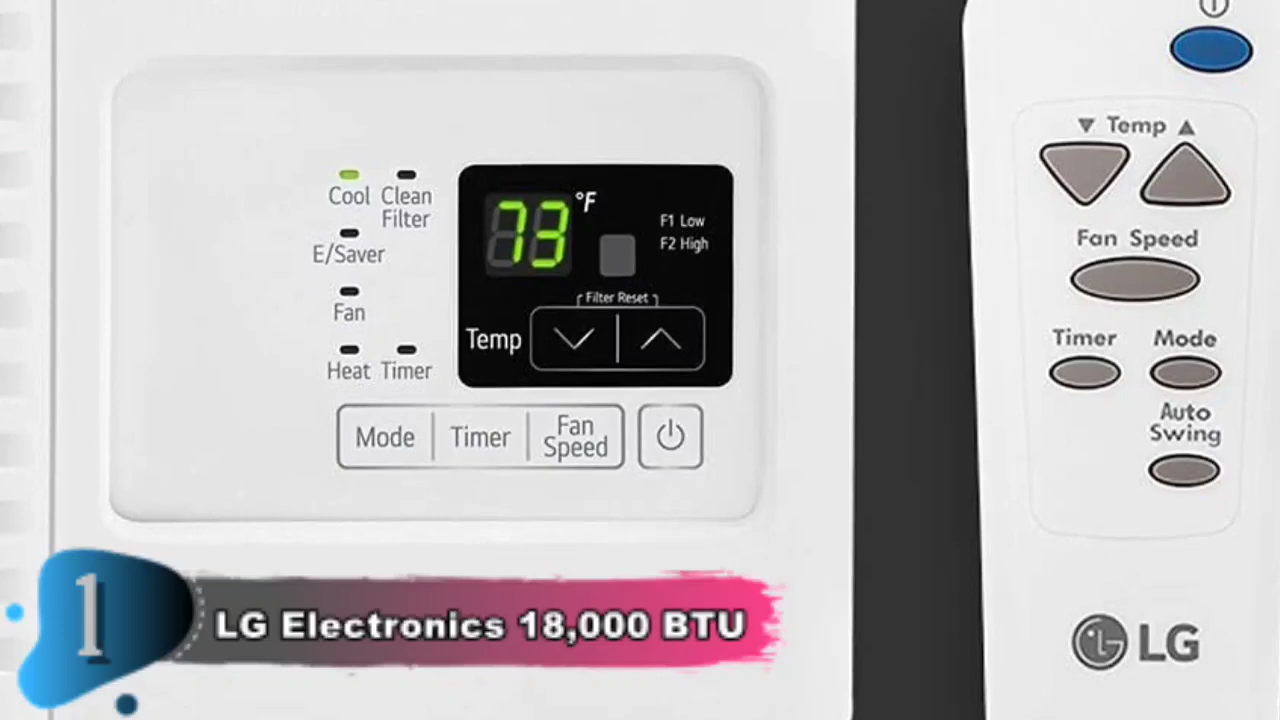 Cool Clean
Filter
E/Saver
Fan
Heat Timer
73 °F
F1 Low
F2 High
Filter Reset
Temp
Mode Timer Fan
Speed
Temp
Fan Speed
Timer Mode
Auto
Swing
LG
1
LG Electronics 18,000 BTU